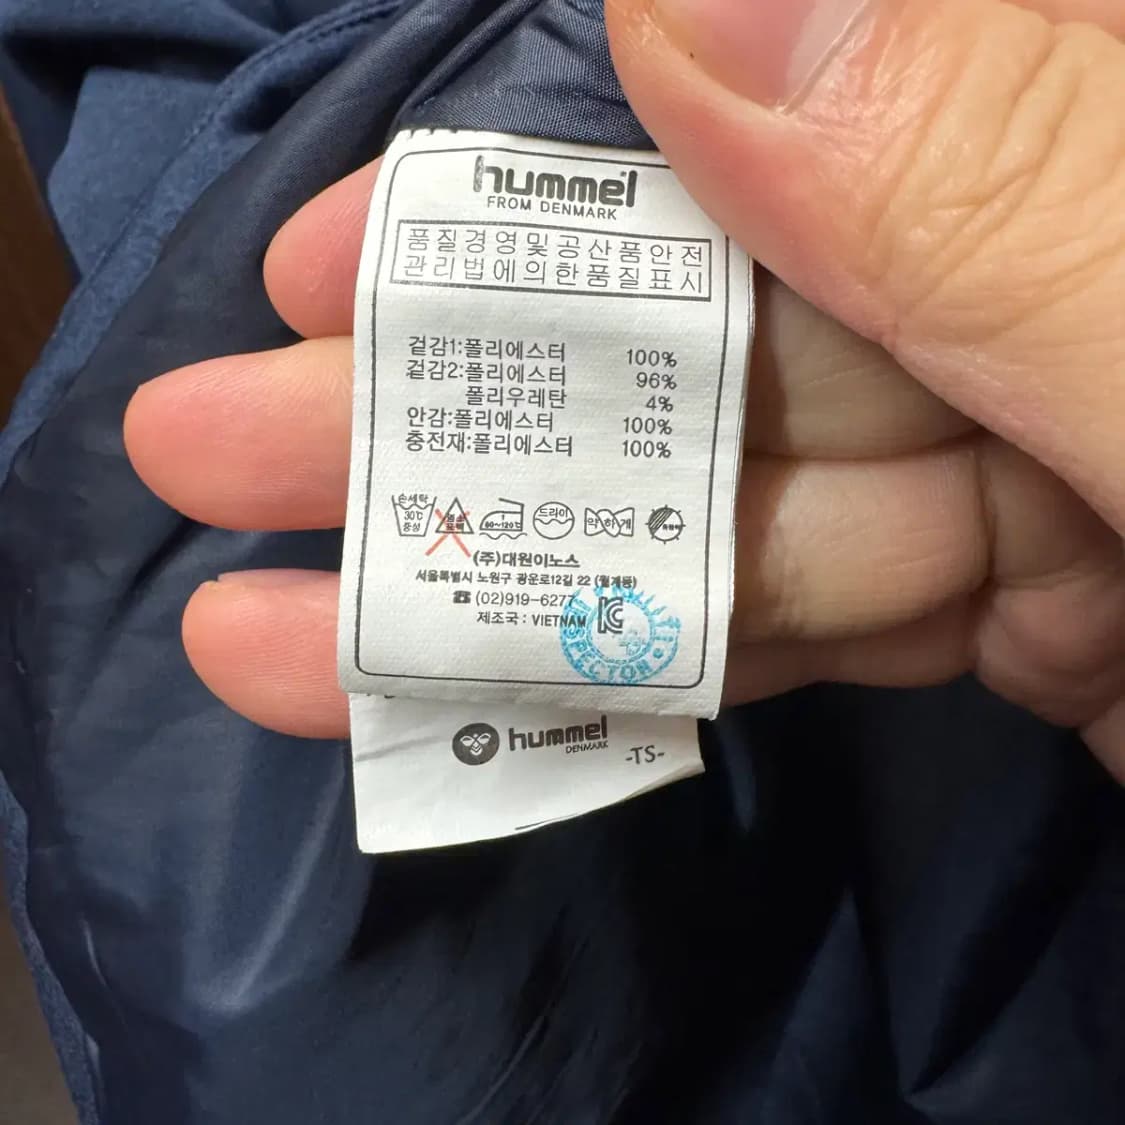 hummel
FROM DENMARK
품질경영및공산품안전
관리법에의한품질표시
겉감1:폴리에스터 100%
겉감2:폴리에스터 96%
폴리우레탄 4%
안감:폴리에스터 100%
충전재:폴리에스터 100%
손세탁 30℃ 중성 80~120℃ 드라이 약하게
(주)대원이노스
서울특별시 노원구 광운로12길 22 (월계동)
☎ (02)919-6277
제조국 : VIETNAM
INSPECTOR
hummel
DENMARK
-TS-